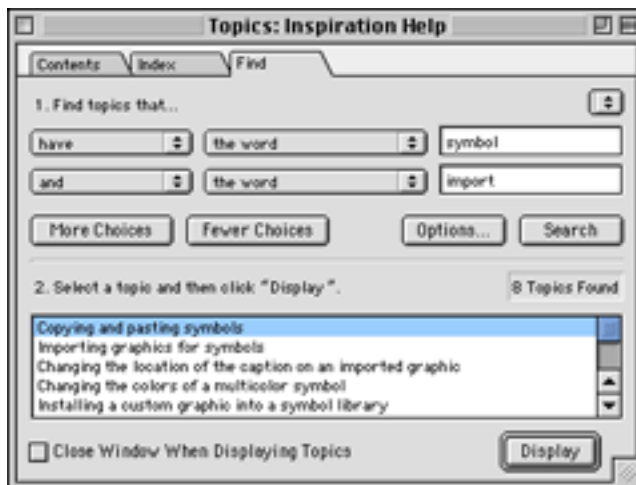 Topics: Inspiration Help
Contents Index Find
1. Find topics that...
have the word symbol
and the word import
More Choices Fewer Choices Options... Search
2. Select a topic and then click "Display". 8 Topics Found
Copying and pasting symbols
Importing graphics for symbols
Changing the location of the caption on an imported graphic
Changing the colors of a multicolor symbol
Installing a custom graphic into a symbol library
Close Window When Displaying Topics Display